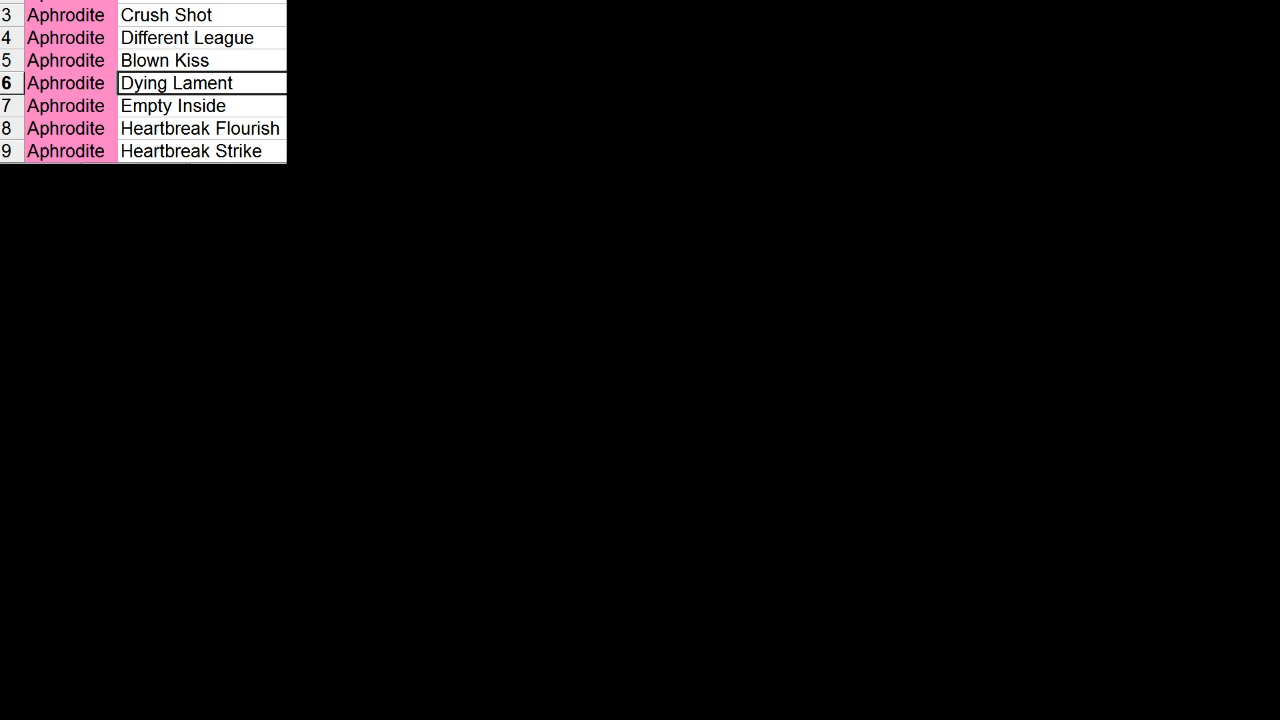 3 Aphrodite Crush Shot
4 Aphrodite Different League
5 Aphrodite Blown Kiss
6 Aphrodite Dying Lament
7 Aphrodite Empty Inside
8 Aphrodite Heartbreak Flourish
9 Aphrodite Heartbreak Strike